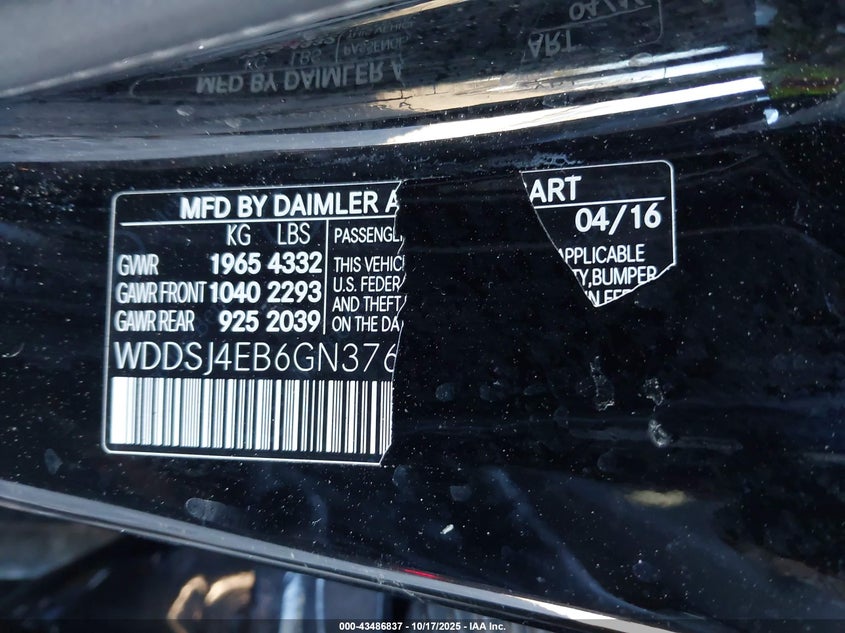 MFD BY DAIMLER A ART
04/16
KG LBS
GVWR 1965 4332
GAWR FRONT 1040 2293
GAWR REAR 925 2039
PASSENGE
THIS VEHIC APPLICABLE
U.S. FEDER TY, BUMPER
AND THEFT N EFFE
ON THE DA
WDDSJ4EB6GN376
000-43486837 - 10/17/2025 - IAA Inc.